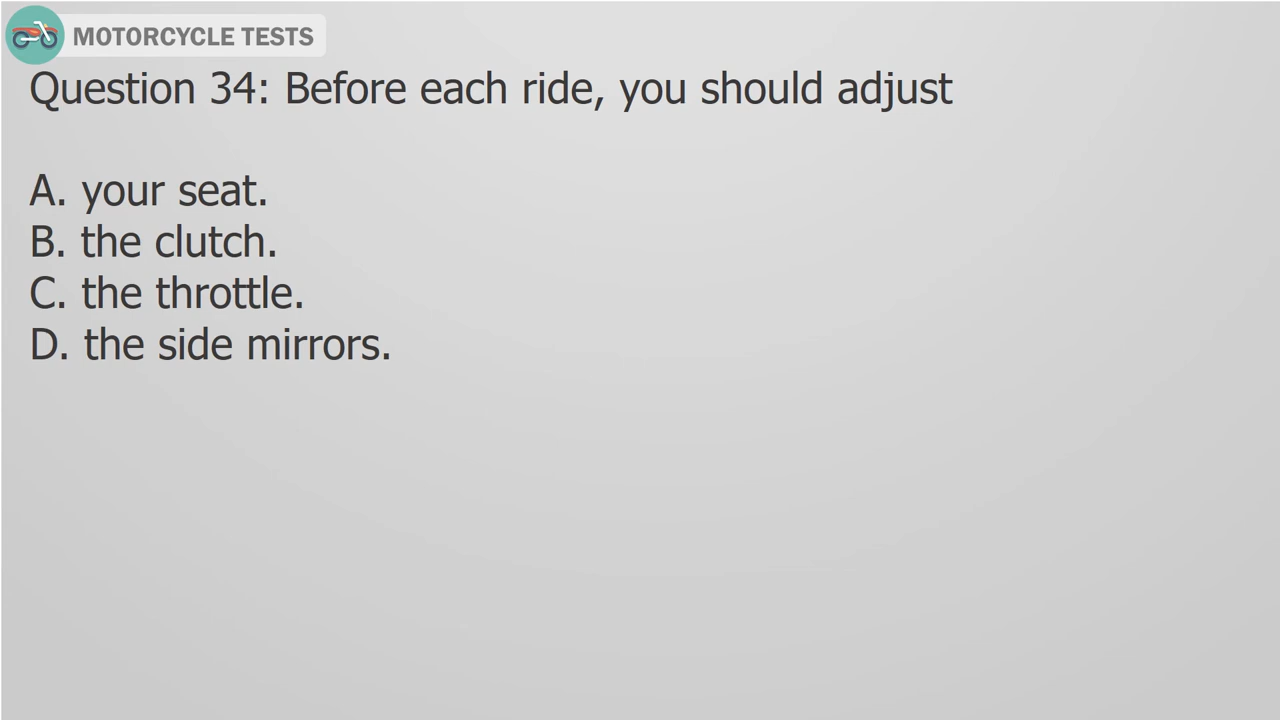 MOTORCYCLE TESTS
Question 34: Before each ride, you should adjust
A. your seat.
B. the clutch.
C. the throttle.
D. the side mirrors.